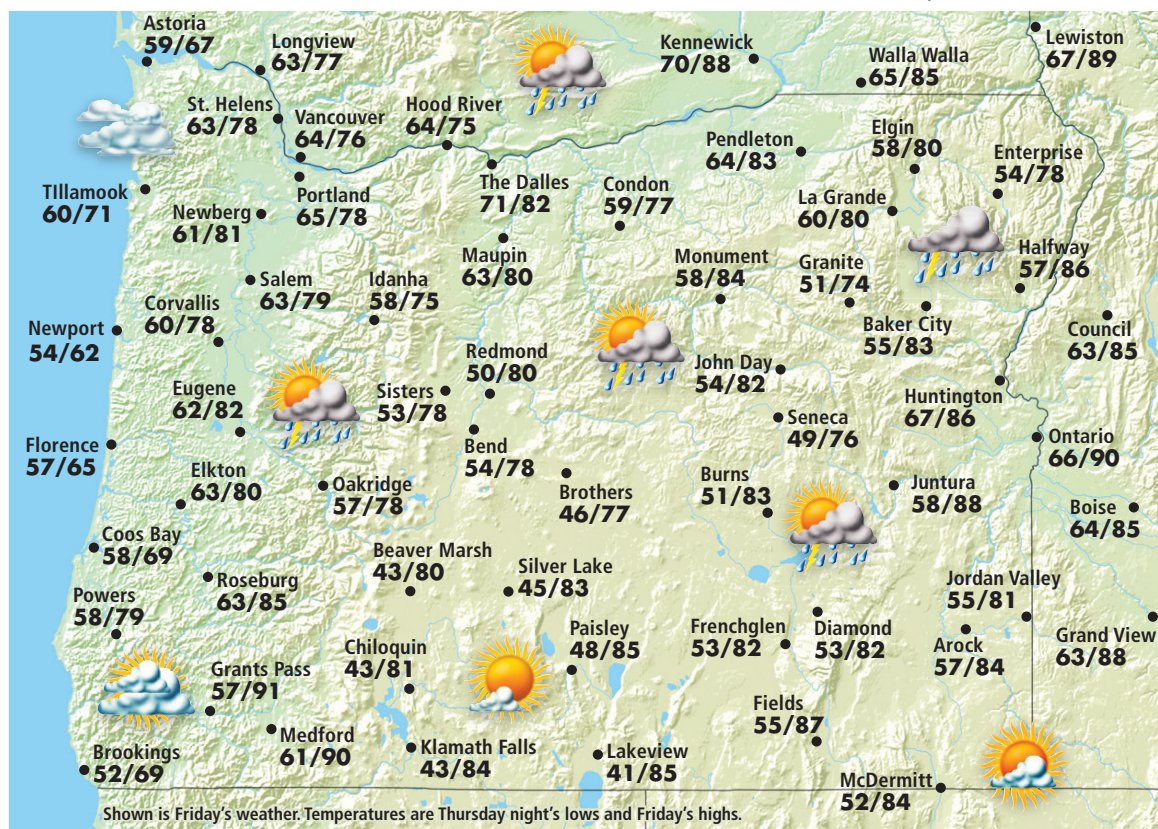 Astoria
59/67
Longview
63/77
Kennewick
70/88
Walla Walla
65/85
Lewiston
67/89
St. Helens
63/78
Vancouver
64/76
Hood River
64/75
Pendleton
64/83
Elgin
58/80
Enterprise
54/78
TIllamook
60/71
Newberg
61/81
Portland
65/78
The Dalles
71/82
Condon
59/77
La Grande
60/80
Maupin
63/80
Monument
58/84
Granite
51/74
Halfway
57/86
Salem
63/79
Idanha
58/75
Corvallis
60/78
Newport
54/62
Baker City
55/83
Council
63/85
Redmond
50/80
John Day
54/82
Eugene
62/82
Sisters
53/78
Huntington
67/86
Seneca
49/76
Florence
57/65
Bend
54/78
Ontario
66/90
Elkton
63/80
Oakridge
57/78
Brothers
46/77
Burns
51/83
Juntura
58/88
Boise
64/85
Coos Bay
58/69
Beaver Marsh
43/80
Silver Lake
45/83
Roseburg
63/85
Jordan Valley
55/81
Powers
58/79
Chiloquin
43/81
Paisley
48/85
Frenchglen
53/82
Diamond
53/82
Arock
57/84
Grand View
63/88
Grants Pass
57/91
Fields
55/87
Medford
61/90
Klamath Falls
43/84
Lakeview
41/85
Brookings
52/69
McDermitt
52/84
Shown is Friday's weather. Temperatures are Thursday night's lows and Friday's highs.